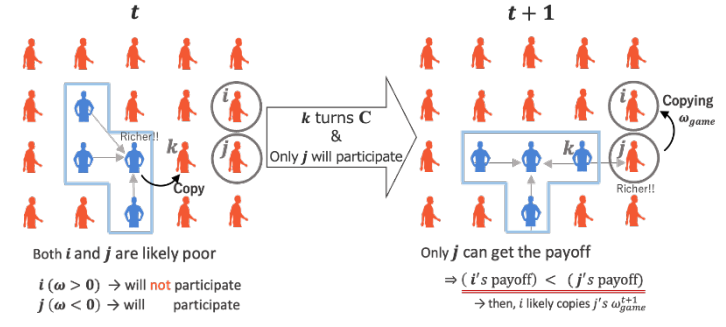 t
t + 1
i
Richer!!
k
j
Copy
k turns C
&
Only j will participate
i
Copying
ω_game
k
j
Richer!!
Both i and j are likely poor
i (ω > 0) → will not participate
j (ω < 0) → will participate
Only j can get the payoff
⇒ ( i's payoff) < (j's payoff)
→ then, i likely copies j's ω_game^{t+1}